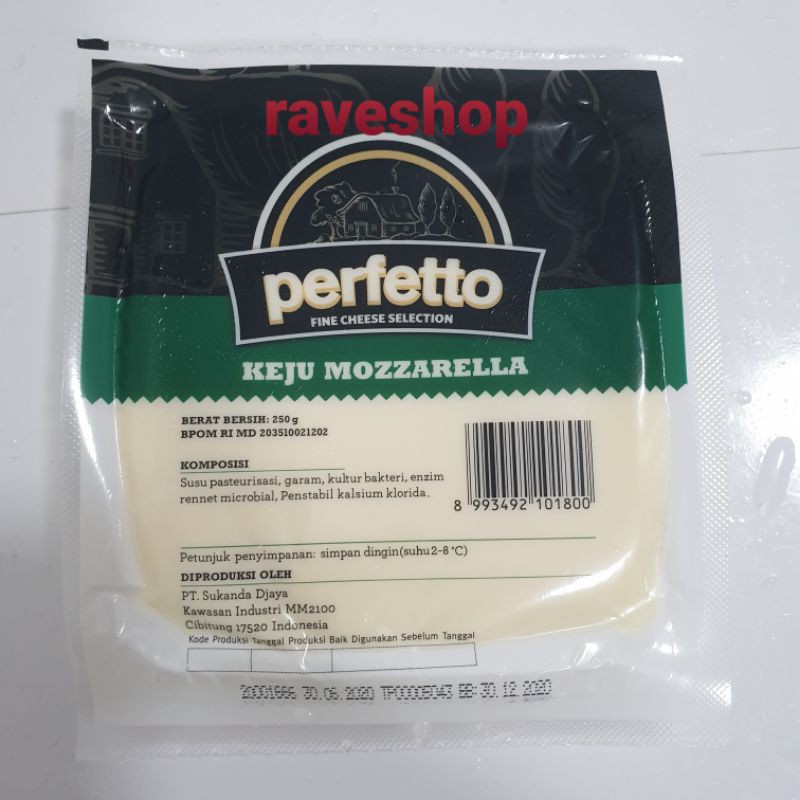 raveshop
perfetto
FINE CHEESE SELECTION
KEJU MOZZARELLA
BERAT BERSIH: 250 g
BPOM RI MD 203510021202
KOMPOSISI
Susu pasteurisasi, garam, kultur bakteri, enzim
rennet microbial, Penstabil kalsium klorida.
8 993492 101800
Petunjuk penyimpanan: simpan dingin(suhu 2-8 °C)
DIPRODUKSI OLEH
PT. Sukanda Djaya
Kawasan Industri MM2100
Cibitung 17520 Indonesia
Kode Produksi Tanggal Produksi Baik Digunakan Sebelum Tanggal
30.06.2020 BB: 30.12.2020